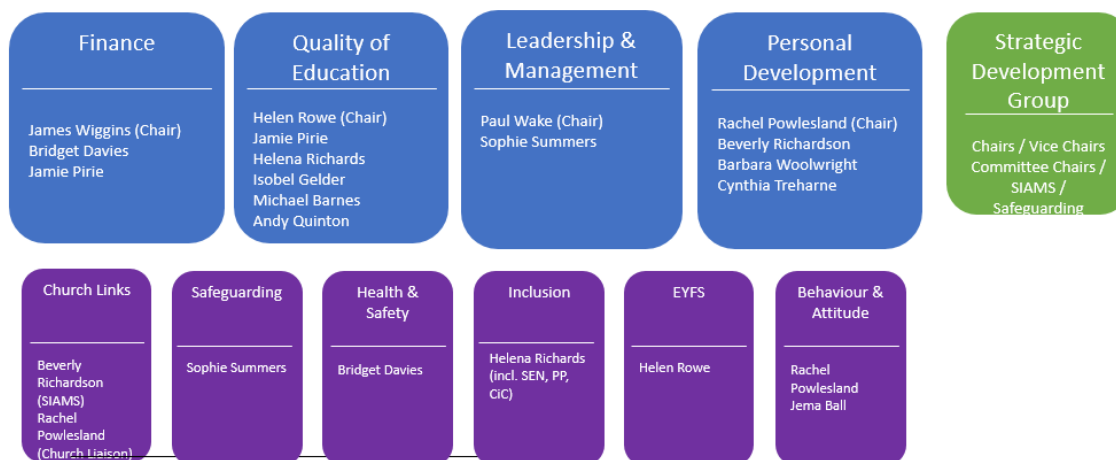 Finance
James Wiggins (Chair)
Bridget Davies
Jamie Pirie
Quality of
Education
Helen Rowe (Chair)
Jamie Pirie
Helena Richards
Isobel Gelder
Michael Barnes
Andy Quinton
Leadership &
Management
Paul Wake (Chair)
Sophie Summers
Personal
Development
Rachel Powlesland (Chair)
Beverly Richardson
Barbara Woolwright
Cynthia Treharne
Strategic
Development
Group
Chairs / Vice Chairs
Committee Chairs /
SIAMS /
Safeguarding
Church Links
Beverly
Richardson
(SIAMS)
Rachel
Powlesland
(Church Liaison)
Safeguarding
Sophie Summers
Health &
Safety
Bridget Davies
Inclusion
Helena Richards
(incl. SEN, PP,
CiC)
EYFS
Helen Rowe
Behaviour &
Attitude
Rachel
Powlesland
Jema Ball